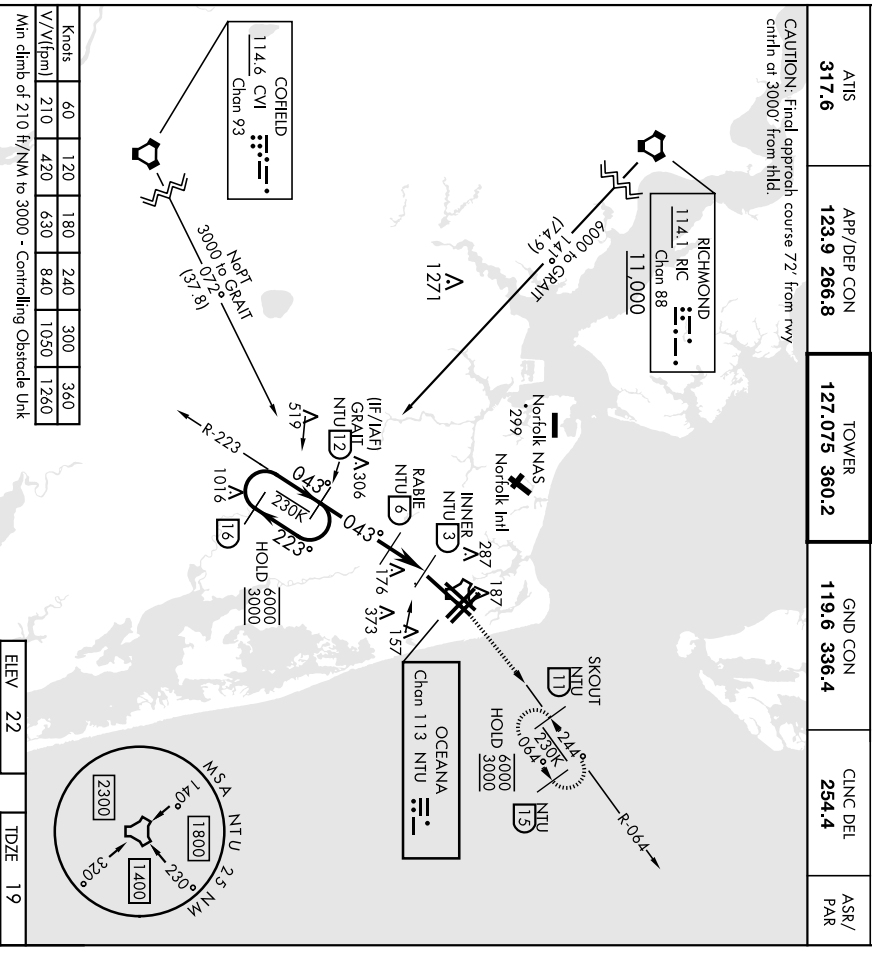 ATIS
317.6
APP/DEP CON
123.9 266.8
TOWER
127.075 360.2
GND CON
119.6 336.4
CLNC DEL
254.4
ASR/
PAR
CAUTION: Final approah course 72' from rwy
cntrln at 3000' from thld.
RICHMOND
114.1 RIC
Chan 88
11,000
6000 to GRAIT
141°
(74.9)
1271
COFIELD
114.6 CVI
Chan 93
NoPT
3000 to GRAIT
072°
(37.8)
Norfolk NAS
299
Norfolk Intl
(IF/IAF)
GRAIT
NTU 12
306
519
R-223
043°
230K
223°
1016
16
HOLD 6000
3000
043°
RABIE
NTU 6
INNER
NTU 3
287
187
176
373
157
OCEANA
Chan 113 NTU
SKOUT
NTU
11
244°
230K
064°
HOLD 6000
3000
NTU
15
R-064
MSA NTU 25 NM
140°
1800
230°
2300
1400
320°
Knots 60 120 180 240 300 360
V/V(fpm) 210 420 630 840 1050 1260
Min climb of 210 ft/NM to 3000 - Controlling Obstacle Unk
ELEV 22
TDZE 19